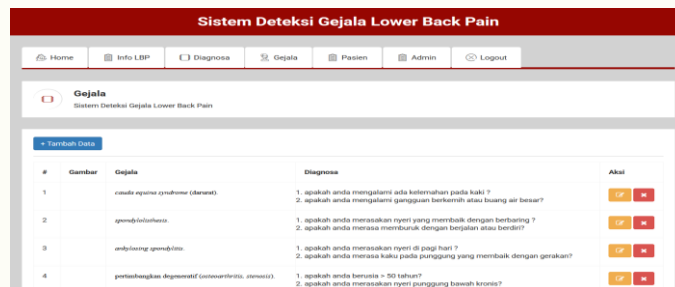 Sistem Deteksi Gejala Lower Back Pain
Home Info LBP Diagnosa Gejala Pasien Admin Logout
Gejala
Sistem Deteksi Gejala Lower Back Pain
+ Tambah Data
# Gambar Gejala Diagnosa Aksi
1 cauda equina syndrome (darurat). 1. apakah anda mengalami ada kelemahan pada kaki ?
2. apakah anda mengalami gangguan berkemih atau buang air besar?
2 spondylolisthesis. 1. apakah anda merasakan nyeri yang membaik dengan berbaring ?
2. apakah anda merasa memburuk dengan berjalan atau berdiri?
3 ankylosing spondylitis. 1. apakah anda merasakan nyeri di pagi hari ?
2. apakah anda merasa kaku pada punggung yang membaik dengan gerakan?
4 pertimbangkan degeneratif (osteoarthritis, stenosis). 1. apakah anda berusia > 50 tahun?
2. apakah anda merasakan nyeri punggung bawah kronis?